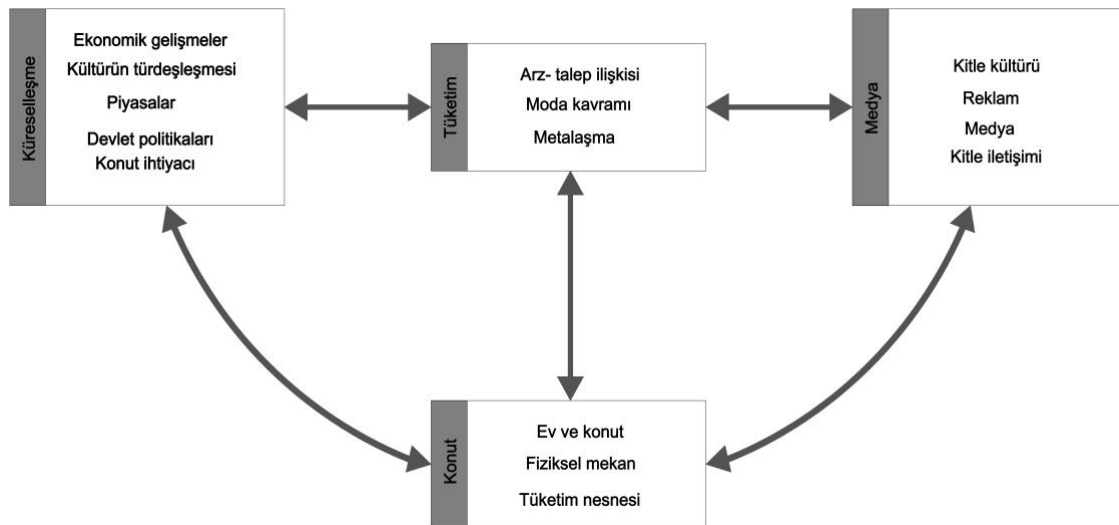 Küreselleşme
Ekonomik gelişmeler
Kültürün türdeşleşmesi
Piyasalar
Devlet politikaları
Konut ihtiyacı
Tüketim
Arz- talep ilişkisi
Moda kavramı
Metalaşma
Medya
Kitle kültürü
Reklam
Medya
Kitle iletişimi
Konut
Ev ve konut
Fiziksel mekan
Tüketim nesnesi